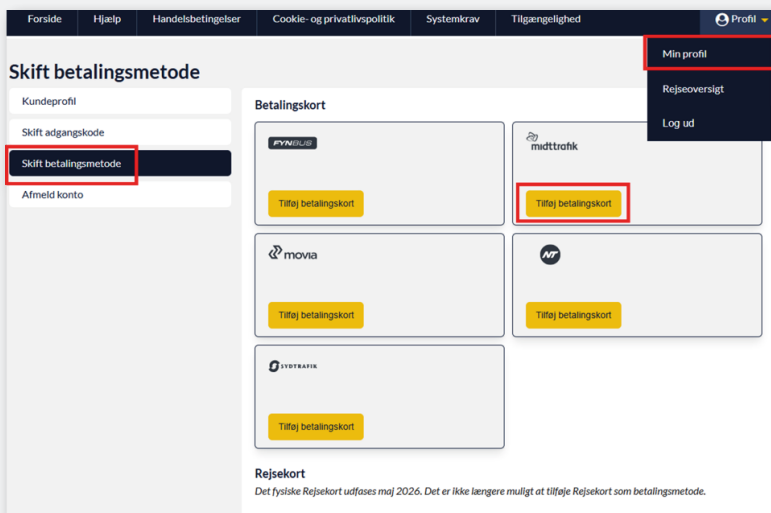 Forside Hjælp Handelsbetingelser Cookie- og privatlivspolitik Systemkrav Tilgængelighed Profil
Min profil
Rejseoversigt
Log ud
Skift betalingsmetode
Kundeprofil
Skift adgangskode
Skift betalingsmetode
Afmeld konto
Betalingskort
FYNBUS
Tilføj betalingskort
midttrafik
Tilføj betalingskort
movia
Tilføj betalingskort
NT
Tilføj betalingskort
SYDTRAFIK
Tilføj betalingskort
Rejsekort
Det fysiske Rejsekort udfases maj 2026. Det er ikke længere muligt at tilføje Rejsekort som betalingsmetode.